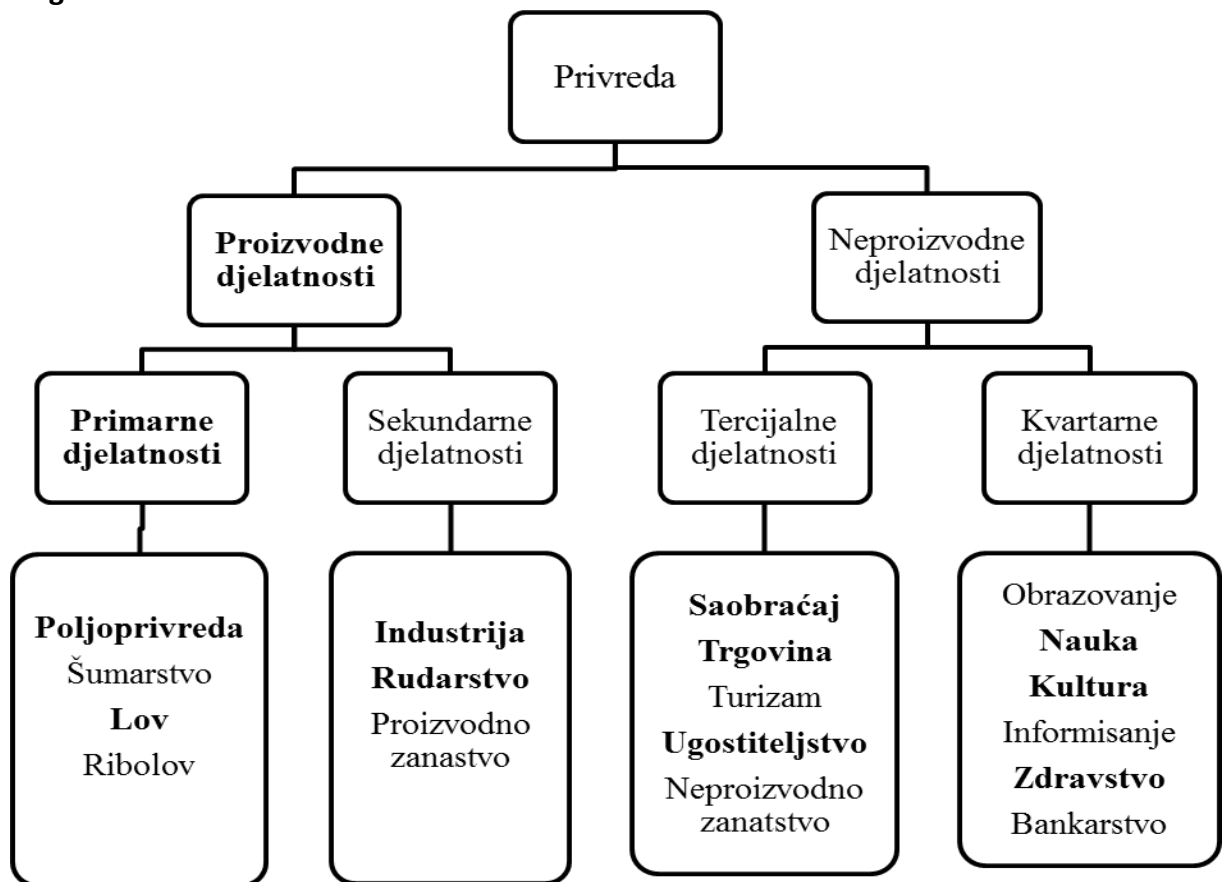 Privreda
Proizvodne
djelatnosti
Neproizvodne
djelatnosti
Primarne
djelatnosti
Sekundarne
djelatnosti
Tercijalne
djelatnosti
Kvartarne
djelatnosti
Poljoprivreda
Šumarstvo
Lov
Ribolov
Industrija
Rudarstvo
Proizvodno
zanastvo
Saobraćaj
Trgovina
Turizam
Ugostiteljstvo
Neproizvodno
zanatstvo
Obrazovanje
Nauka
Kultura
Informisanje
Zdravstvo
Bankarstvo